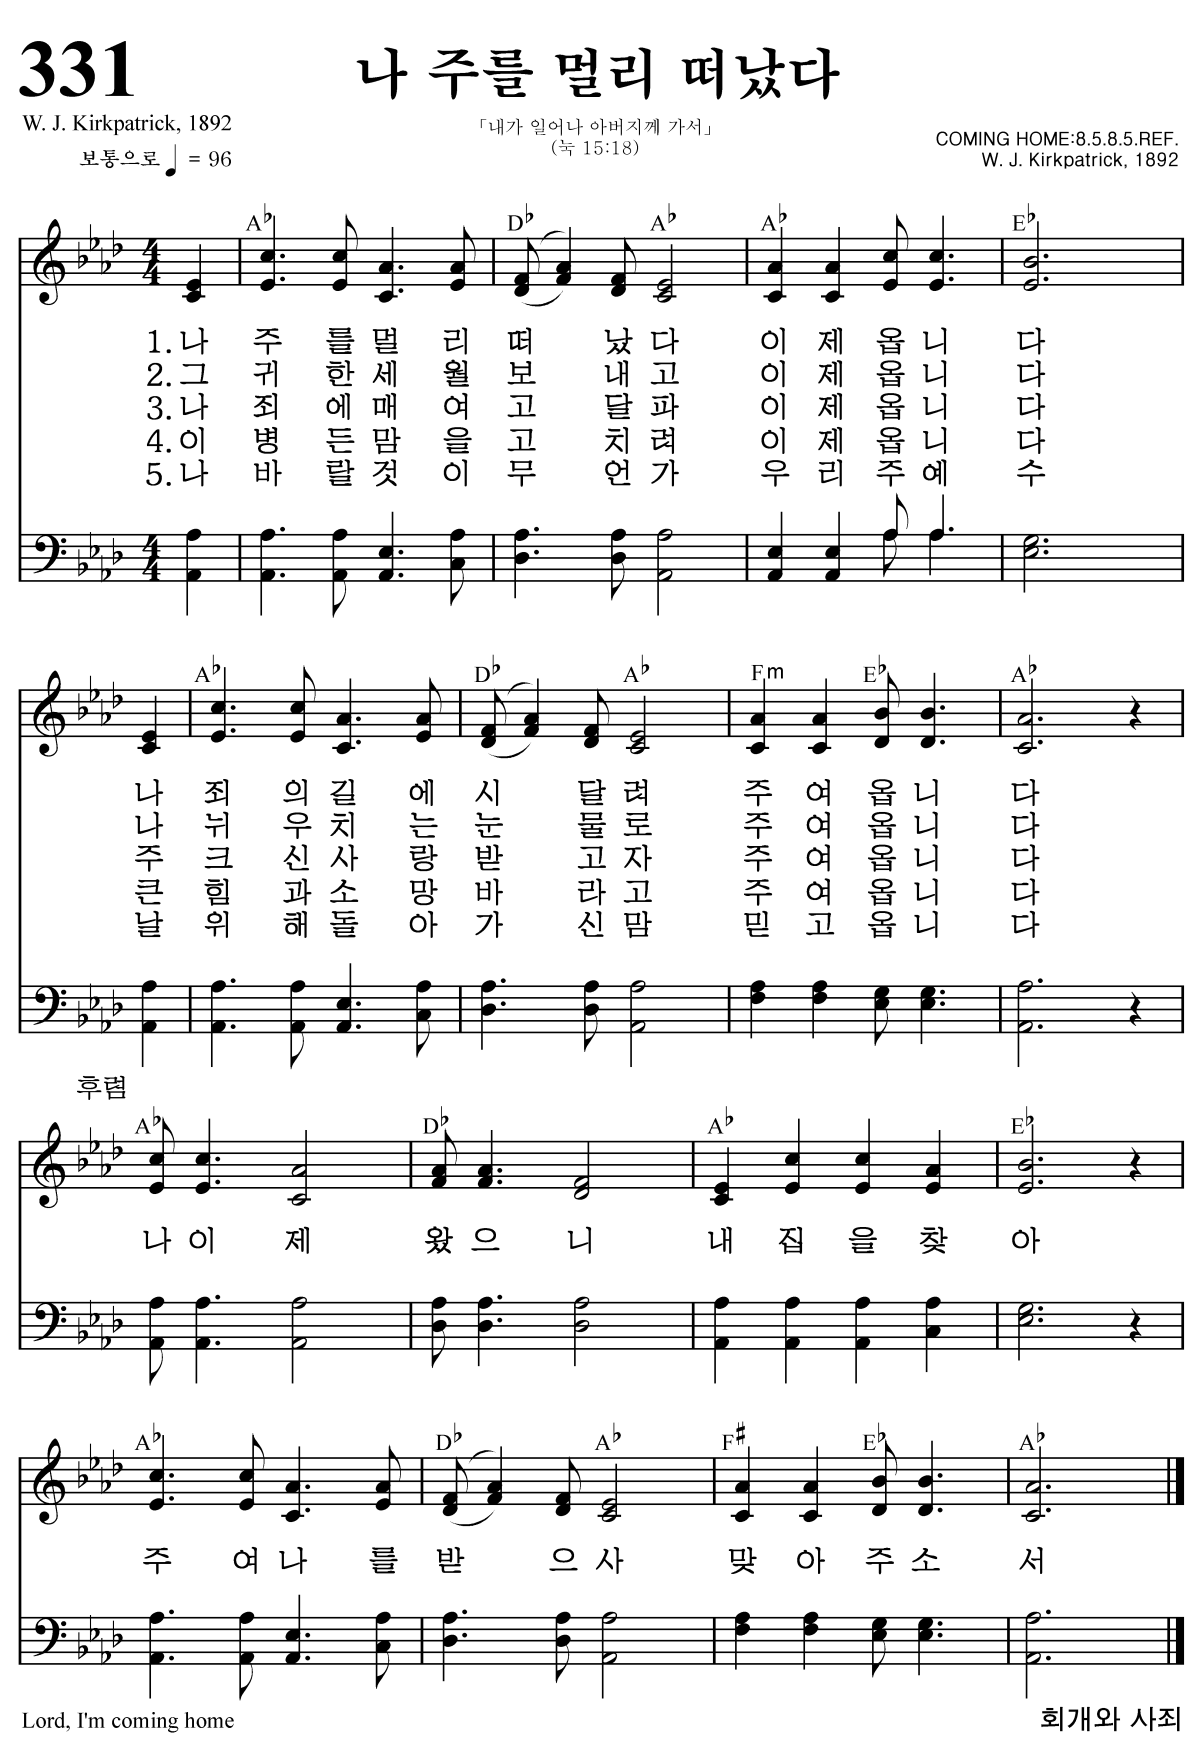 331
나 주를 멀리 떠났다
W. J. Kirkpatrick, 1892
「내가 일어나 아버지께 가서」
(눅 15:18)
보통으로 ♩ = 96
COMING HOME:8.5.8.5.REF.
W. J. Kirkpatrick, 1892
A♭ D♭ A♭ A♭ E♭
1.나 주 를 멀 리 떠 났 다 이 제 옵 니 다
2.그 귀 한 세 월 보 내 고 이 제 옵 니 다
3.나 죄 에 매 여 고 달 파 이 제 옵 니 다
4.이 병 든 맘 을 고 치 려 이 제 옵 니 다
5.나 바 랄 것 이 무 언 가 우 리 주 예 수
A♭ D♭ A♭ Fm E♭ A♭
나 죄 의 길 에 시 달 려 주 여 옵 니 다
나 뉘 우 치 는 눈 물 로 주 여 옵 니 다
주 크 신 사 랑 받 고 자 주 여 옵 니 다
큰 힘 과 소 망 바 라 고 주 여 옵 니 다
날 위 해 돌 아 가 신 맘 믿 고 옵 니 다
후렴
A♭ D♭ A♭ E♭
나 이 제 왔 으 니 내 집 을 찾 아
A♭ D♭ A♭ F# E♭ A♭
주 여 나 를 받 으 사 맞 아 주 소 서
Lord, I'm coming home
회개와 사죄